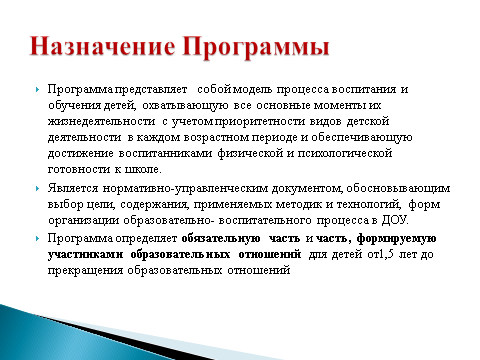 Назначение Программы
Программа представляет собой модель процесса воспитания и
обучения детей, охватывающую все основные моменты их
жизнедеятельности с учетом приоритетности видов детской
деятельности в каждом возрастном периоде и обеспечивающую
достижение воспитанниками физической и психологической
готовности к школе.
Является нормативно-управленческим документом, обосновывающим
выбор цели, содержания, применяемых методик и технологий, форм
организации образовательно- воспитательного процесса в ДОУ.
Программа определяет обязательную часть и часть, формируемую
участниками образовательных отношений для детей от1,5 лет до
прекращения образовательных отношений